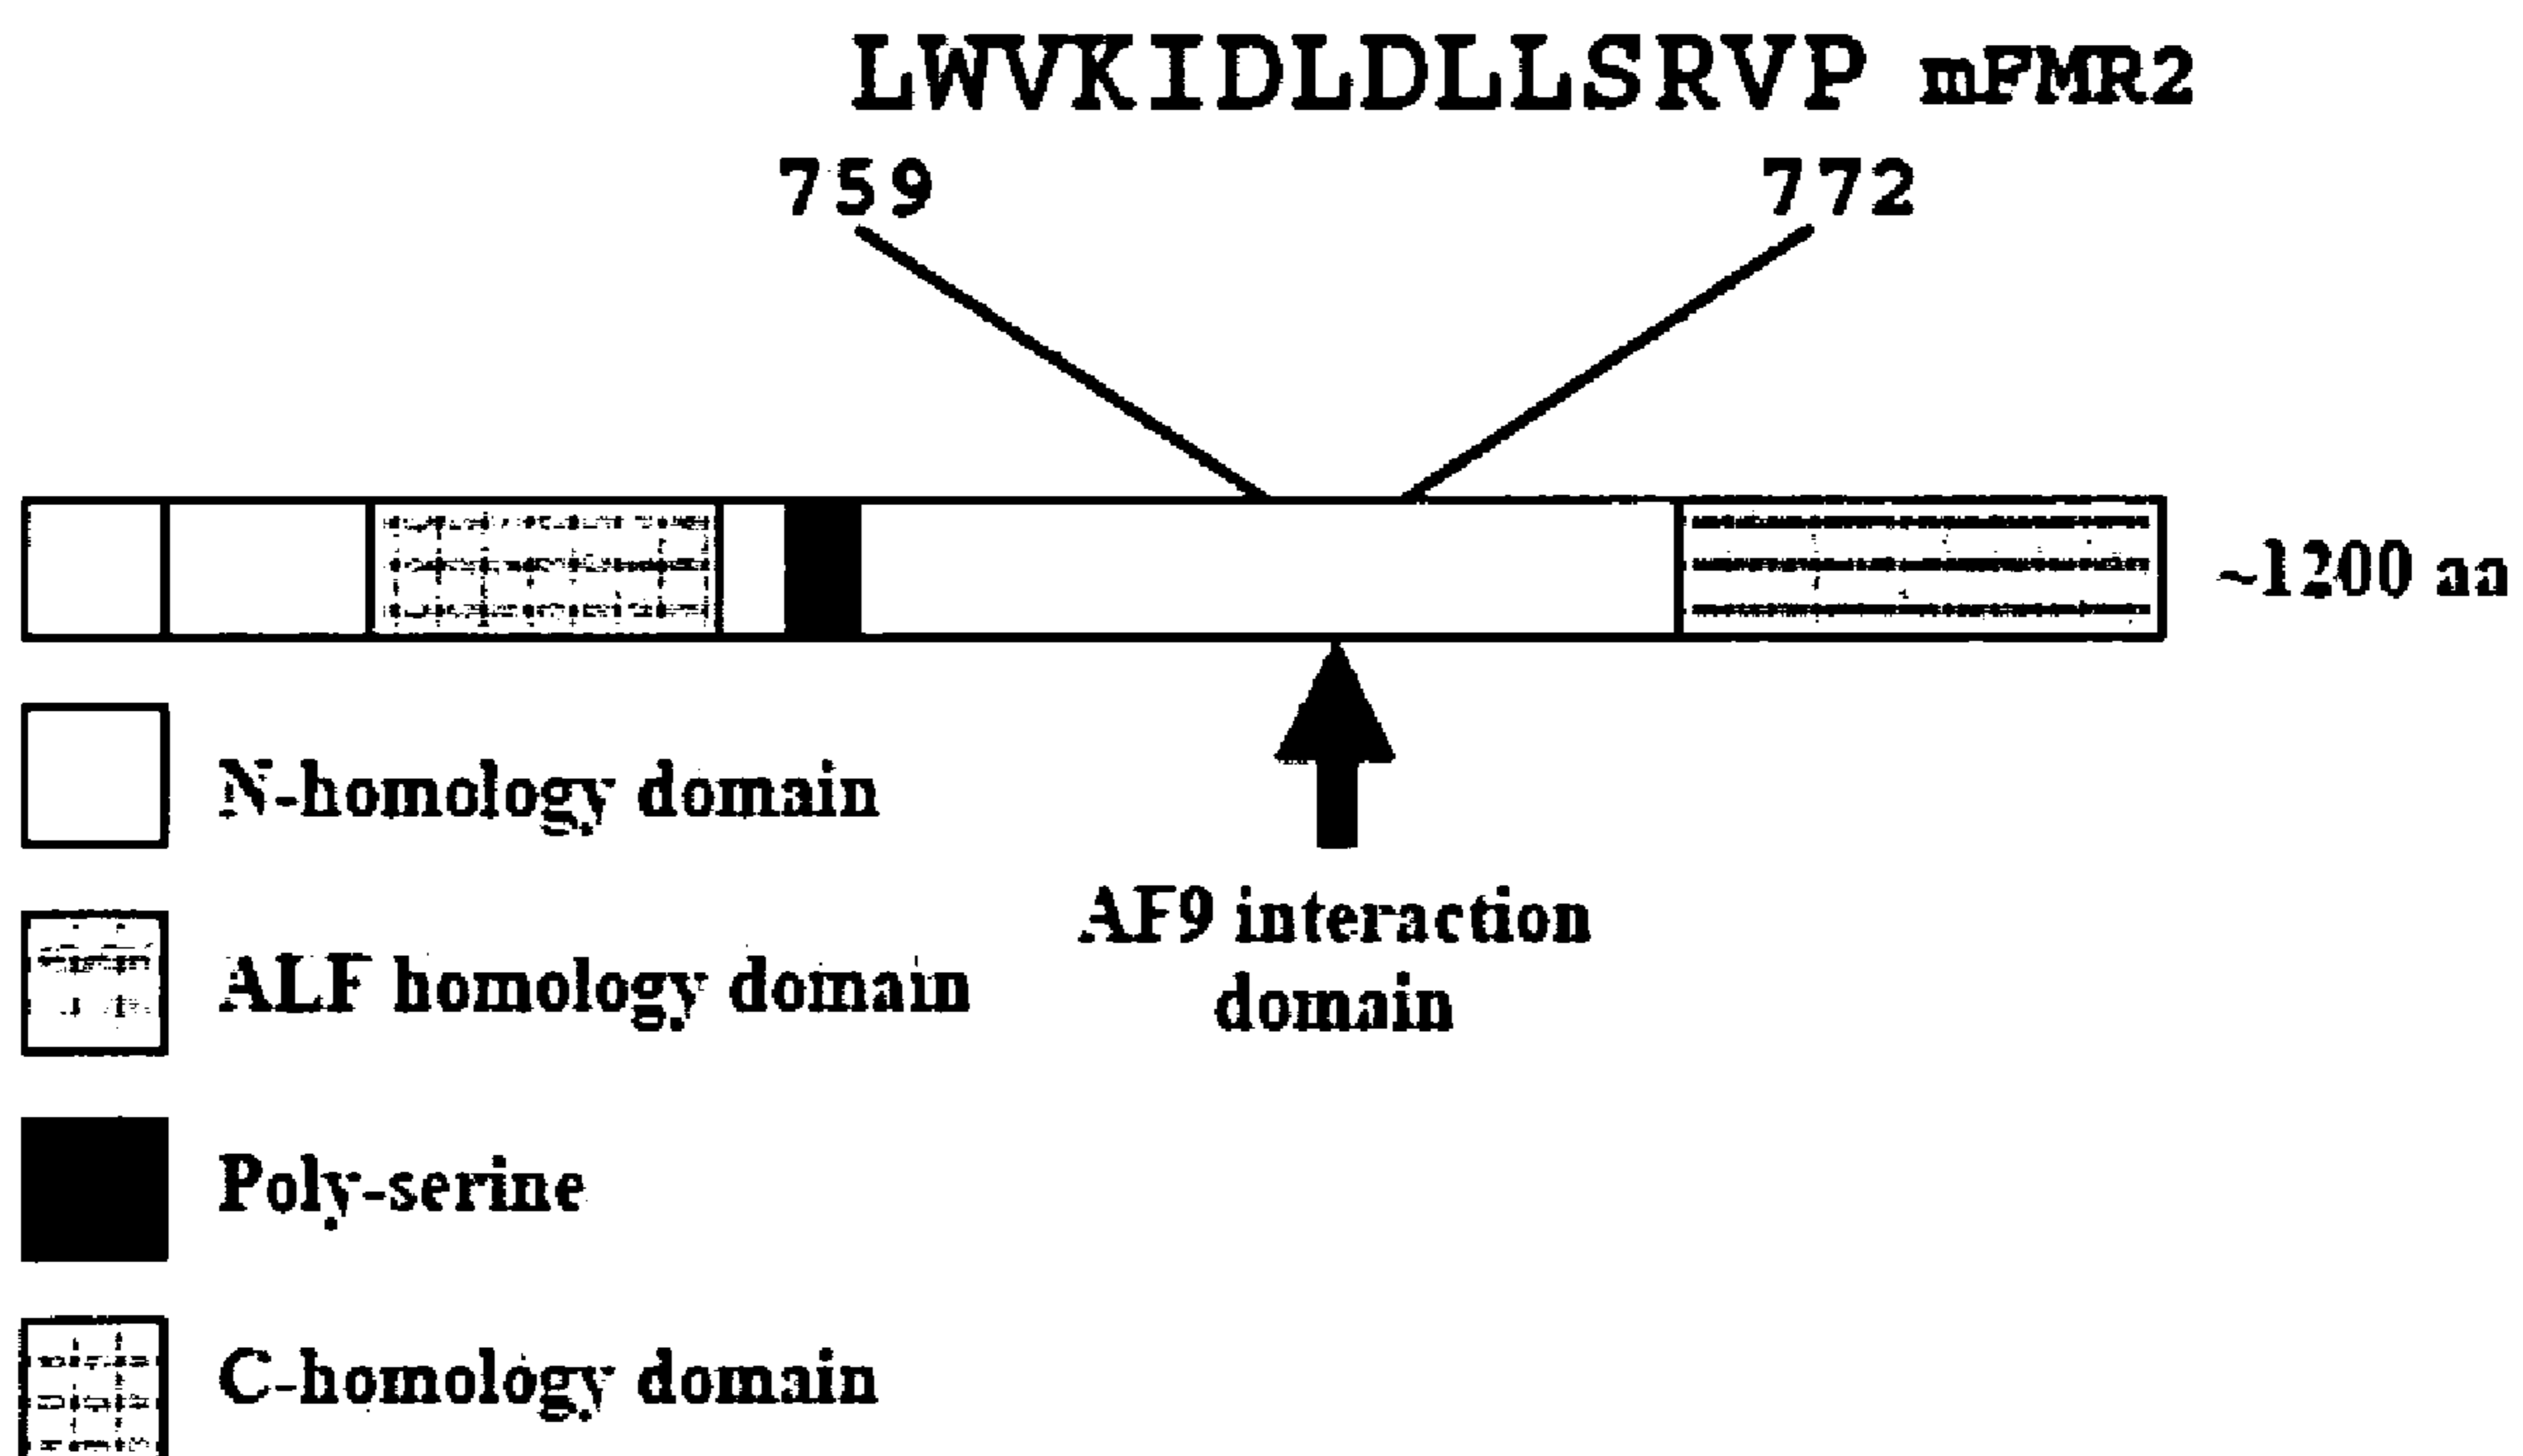 LWVKIDLDLLSRVP mFMR2
759 772
~1200 aa
N-homology domain
AF9 interaction
domain
ALF homology domain
Poly-serine
C-homology domain